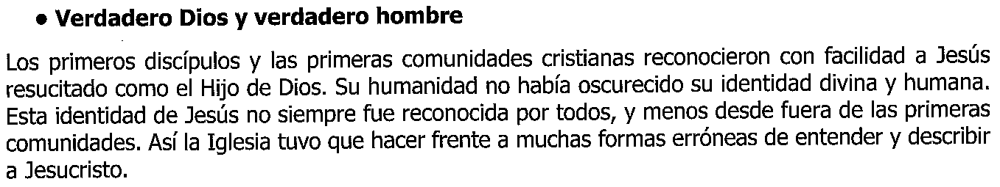 • Verdadero Dios y verdadero hombre
Los primeros discípulos y las primeras comunidades cristianas reconocieron con facilidad a Jesús
resucitado como el Hijo de Dios. Su humanidad no había oscurecido su identidad divina y humana.
Esta identidad de Jesús no siempre fue reconocida por todos, y menos desde fuera de las primeras
comunidades. Así la Iglesia tuvo que hacer frente a muchas formas erróneas de entender y describir
a Jesucristo.